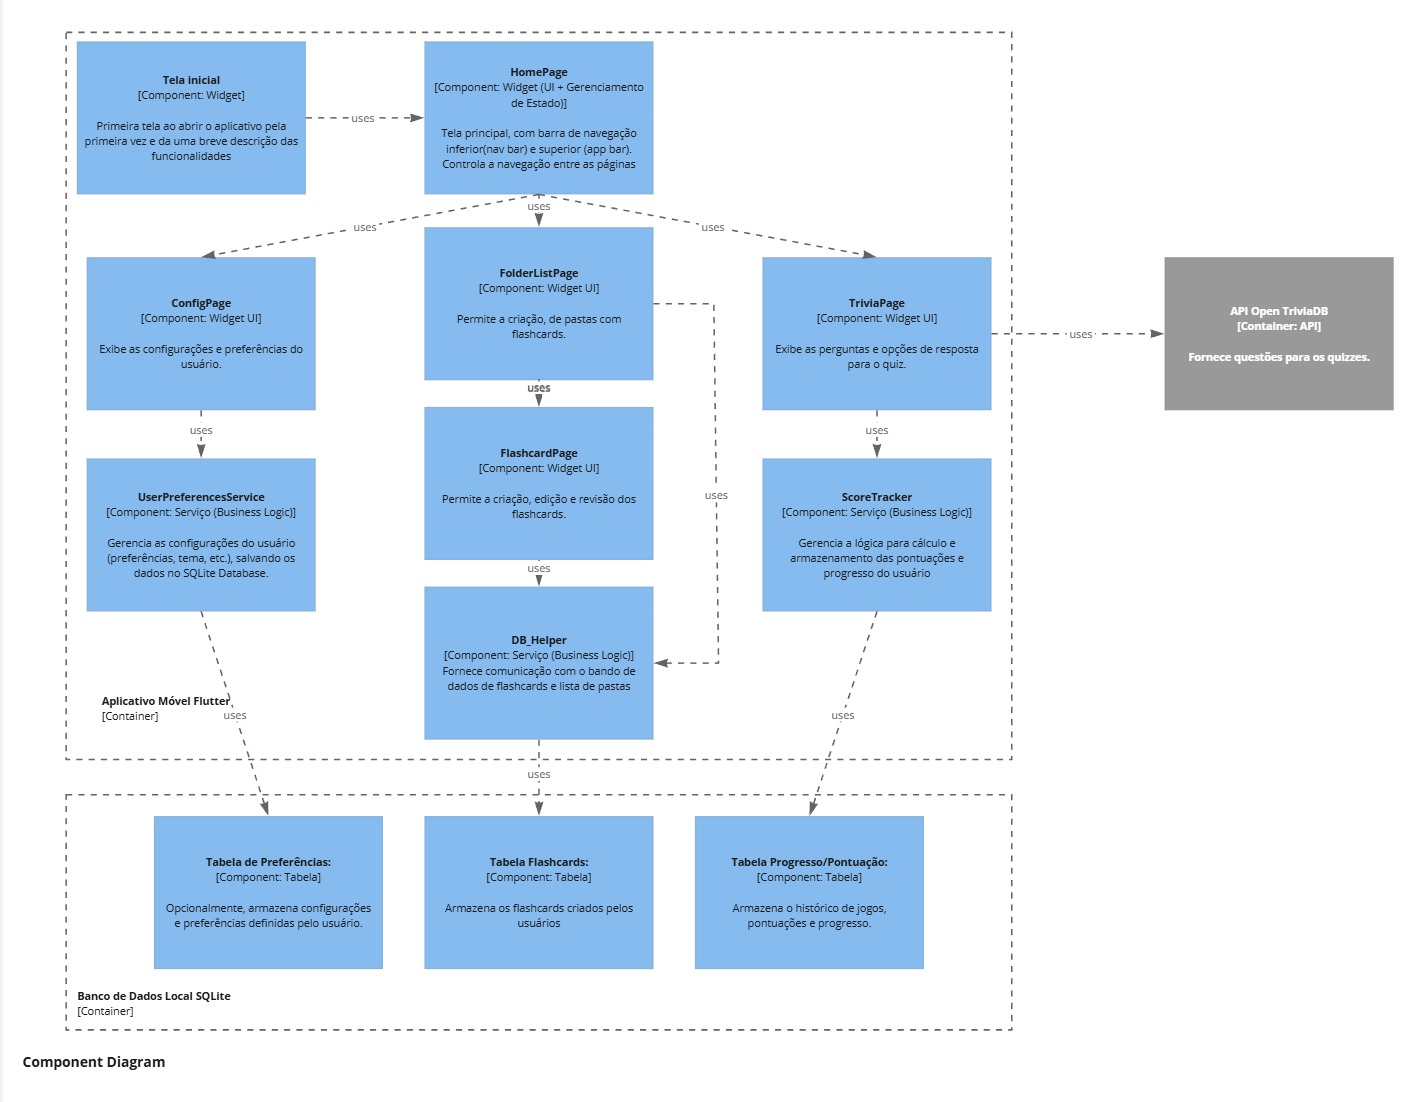 Tela inicial
[Component: Widget]
Primeira tela ao abrir o aplicativo pela
primeira vez e da uma breve descrição das
funcionalidades
uses
HomePage
[Component: Widget (UI + Gerenciamento
de Estado)]
Tela principal, com barra de navegação
inferior(nav bar) e superior (app bar).
Controla a navegação entre as páginas
uses
uses
uses
ConfigPage
[Component: Widget UI]
Exibe as configurações e preferências do
usuário.
FolderListPage
[Component: Widget UI]
Permite a criação, de pastas com
flashcards.
TriviaPage
[Component: Widget UI]
Exibe as perguntas e opções de resposta
para o quiz.
uses
API Open TriviaDB
[Container: API]
Fornece questões para os quizzes.
uses
uses
uses
UserPreferencesService
[Component: Serviço (Business Logic)]
Gerencia as configurações do usuário
(preferências, tema, etc.), salvando os
dados no SQLite Database.
FlashcardPage
[Component: Widget UI]
Permite a criação, edição e revisão dos
flashcards.
uses
ScoreTracker
[Component: Serviço (Business Logic)]
Gerencia a lógica para cálculo e
armazenamento das pontuações e
progresso do usuário
uses
DB_Helper
[Component: Serviço (Business Logic)]
Fornece comunicação com o bando de
dados de flashcards e lista de pastas
Aplicativo Móvel Flutter
[Container]
uses
uses
uses
Tabela de Preferências:
[Component: Tabela]
Opcionalmente, armazena configurações
e preferências definidas pelo usuário.
Tabela Flashcards:
[Component: Tabela]
Armazena os flashcards criados pelos
usuários
Tabela Progresso/Pontuação:
[Component: Tabela]
Armazena o histórico de jogos,
pontuações e progresso.
Banco de Dados Local SQLite
[Container]
Component Diagram